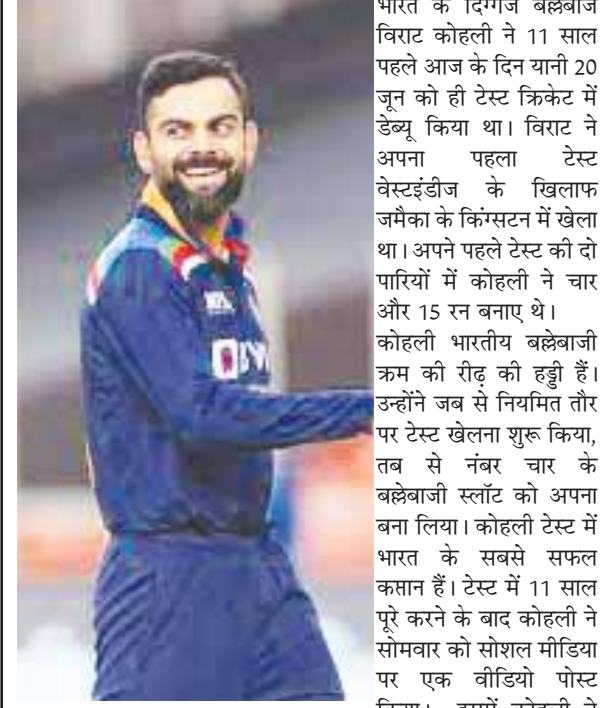 भारत के दिग्गज बल्लेबाज
विराट कोहली ने 11 साल
पहले आज के दिन यानी 20
जून को ही टेस्ट क्रिकेट में
डेब्यू किया था। विराट ने
अपना पहला टेस्ट
वेस्टइंडीज के खिलाफ
जमैका के किंग्सटन में खेला
था। अपने पहले टेस्ट की दो
पारियों में कोहली ने चार
और 15 रन बनाए थे।
कोहली भारतीय बल्लेबाजी
क्रम की रीढ़ की हड्डी हैं।
उन्होंने जब से नियमित तौर
पर टेस्ट खेलना शुरू किया,
तब से नंबर चार के
बल्लेबाजी स्लॉट को अपना
बना लिया। कोहली टेस्ट में
भारत के सबसे सफल
कप्तान हैं। टेस्ट में 11 साल
पूरे करने के बाद कोहली ने
सोमवार को सोशल मीडिया
पर एक वीडियो पोस्ट